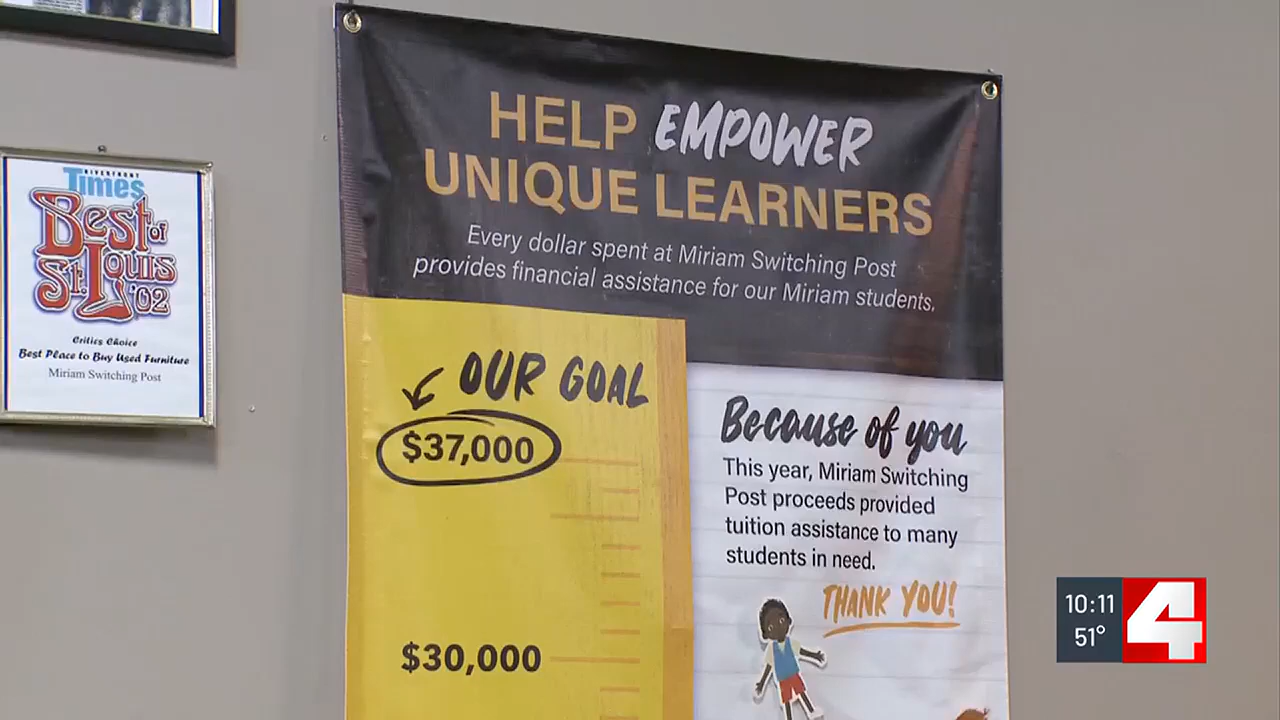 RIVERFRONT
Times
Best of
St. Louis
'02
Critics Choice
Best Place to Buy Used Furniture
Miriam Switching Post
HELP EMPOWER
UNIQUE LEARNERS
Every dollar spent at Miriam Switching Post
provides financial assistance for our Miriam students.
OUR GOAL
$37,000
$30,000
Because of you
This year, Miriam Switching
Post proceeds provided
tuition assistance to many
students in need.
THANK YOU!
10:11
51°
4